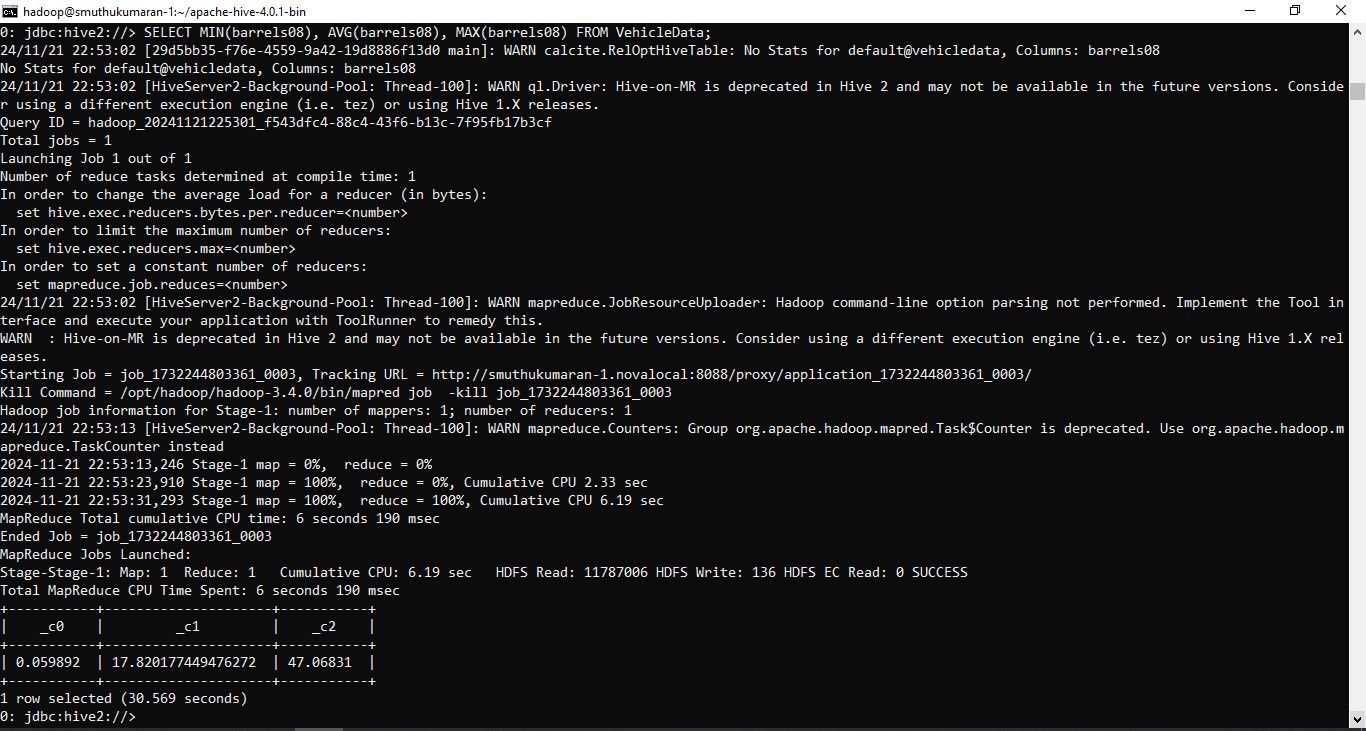 hadoop@smuthukumaran-1:~/apache-hive-4.0.1-bin
0: jdbc:hive2://> SELECT MIN(barrels08), AVG(barrels08), MAX(barrels08) FROM VehicleData;
24/11/21 22:53:02 [29d5bb35-f76e-4559-9a42-19d8886f13d0 main]: WARN calcite.RelOptHiveTable: No Stats for default@vehicledata, Columns: barrels08
No Stats for default@vehicledata, Columns: barrels08
24/11/21 22:53:02 [HiveServer2-Background-Pool: Thread-100]: WARN ql.Driver: Hive-on-MR is deprecated in Hive 2 and may not be available in the future versions. Conside
r using a different execution engine (i.e. tez) or using Hive 1.X releases.
Query ID = hadoop_20241121225301_f543dfc4-88c4-43f6-b13c-7f95fb17b3cf
Total jobs = 1
Launching Job 1 out of 1
Number of reduce tasks determined at compile time: 1
In order to change the average load for a reducer (in bytes):
  set hive.exec.reducers.bytes.per.reducer=<number>
In order to limit the maximum number of reducers:
  set hive.exec.reducers.max=<number>
In order to set a constant number of reducers:
  set mapreduce.job.reduces=<number>
24/11/21 22:53:02 [HiveServer2-Background-Pool: Thread-100]: WARN mapreduce.JobResourceUploader: Hadoop command-line option parsing not performed. Implement the Tool in
terface and execute your application with ToolRunner to remedy this.
WARN  : Hive-on-MR is deprecated in Hive 2 and may not be available in the future versions. Consider using a different execution engine (i.e. tez) or using Hive 1.X rel
eases.
Starting Job = job_1732244803361_0003, Tracking URL = http://smuthukumaran-1.novalocal:8088/proxy/application_1732244803361_0003/
Kill Command = /opt/hadoop/hadoop-3.4.0/bin/mapred job  -kill job_1732244803361_0003
Hadoop job information for Stage-1: number of mappers: 1; number of reducers: 1
24/11/21 22:53:13 [HiveServer2-Background-Pool: Thread-100]: WARN mapreduce.Counters: Group org.apache.hadoop.mapred.Task$Counter is deprecated. Use org.apache.hadoop.m
apreduce.TaskCounter instead
2024-11-21 22:53:13,246 Stage-1 map = 0%,  reduce = 0%
2024-11-21 22:53:23,910 Stage-1 map = 100%,  reduce = 0%, Cumulative CPU 2.33 sec
2024-11-21 22:53:31,293 Stage-1 map = 100%,  reduce = 100%, Cumulative CPU 6.19 sec
MapReduce Total cumulative CPU time: 6 seconds 190 msec
Ended Job = job_1732244803361_0003
MapReduce Jobs Launched:
Stage-Stage-1: Map: 1  Reduce: 1   Cumulative CPU: 6.19 sec   HDFS Read: 11787006 HDFS Write: 136 HDFS EC Read: 0 SUCCESS
Total MapReduce CPU Time Spent: 6 seconds 190 msec
+-----------+---------------------+-----------+
|    _c0    |         _c1         |    _c2    |
+-----------+---------------------+-----------+
| 0.059892  | 17.820177449476272  | 47.06831  |
+-----------+---------------------+-----------+
1 row selected (30.569 seconds)
0: jdbc:hive2://>